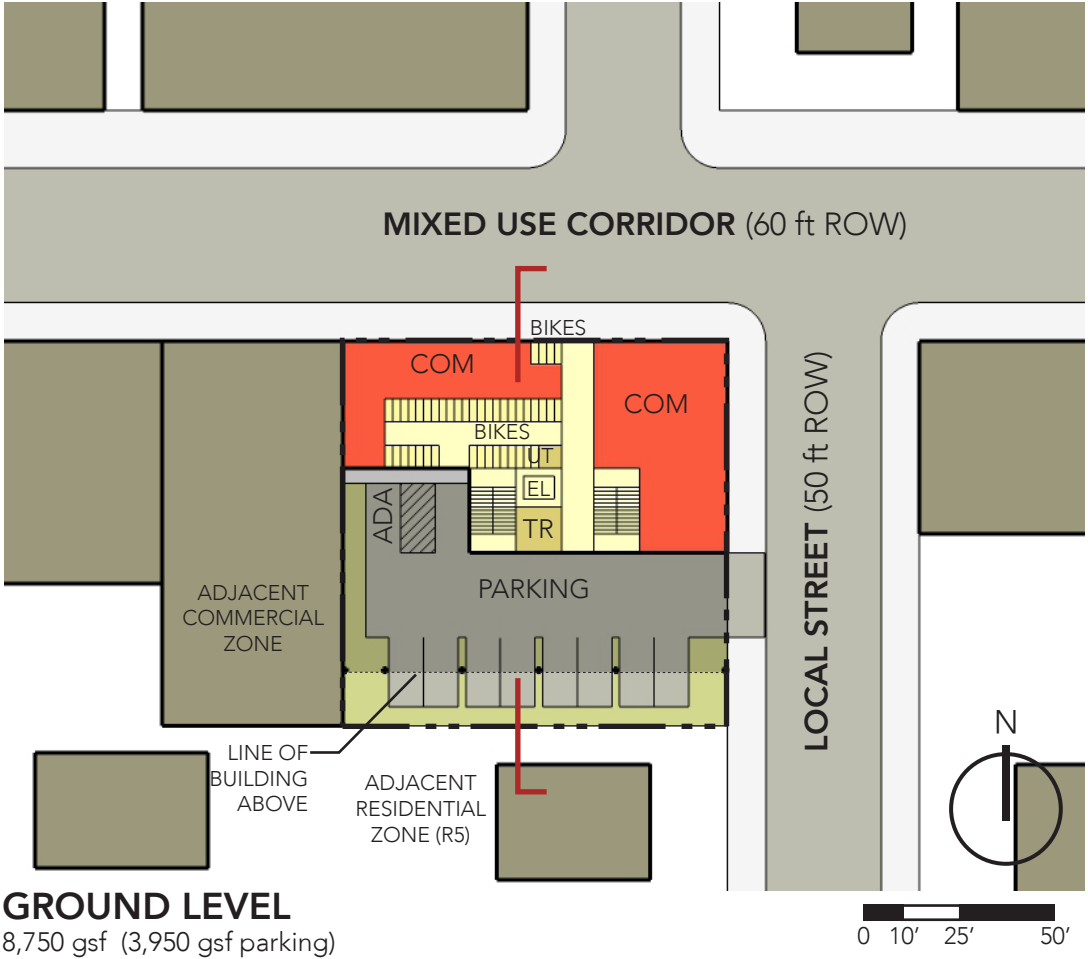 MIXED USE CORRIDOR (60 ft ROW)
BIKES
COM
COM
BIKES
UT
EL
TR
ADA
PARKING
LOCAL STREET (50 ft ROW)
ADJACENT
COMMERCIAL
ZONE
LINE OF
BUILDING
ABOVE
ADJACENT
RESIDENTIAL
ZONE (R5)
N
GROUND LEVEL
8,750 gsf (3,950 gsf parking)
0 10' 25' 50'